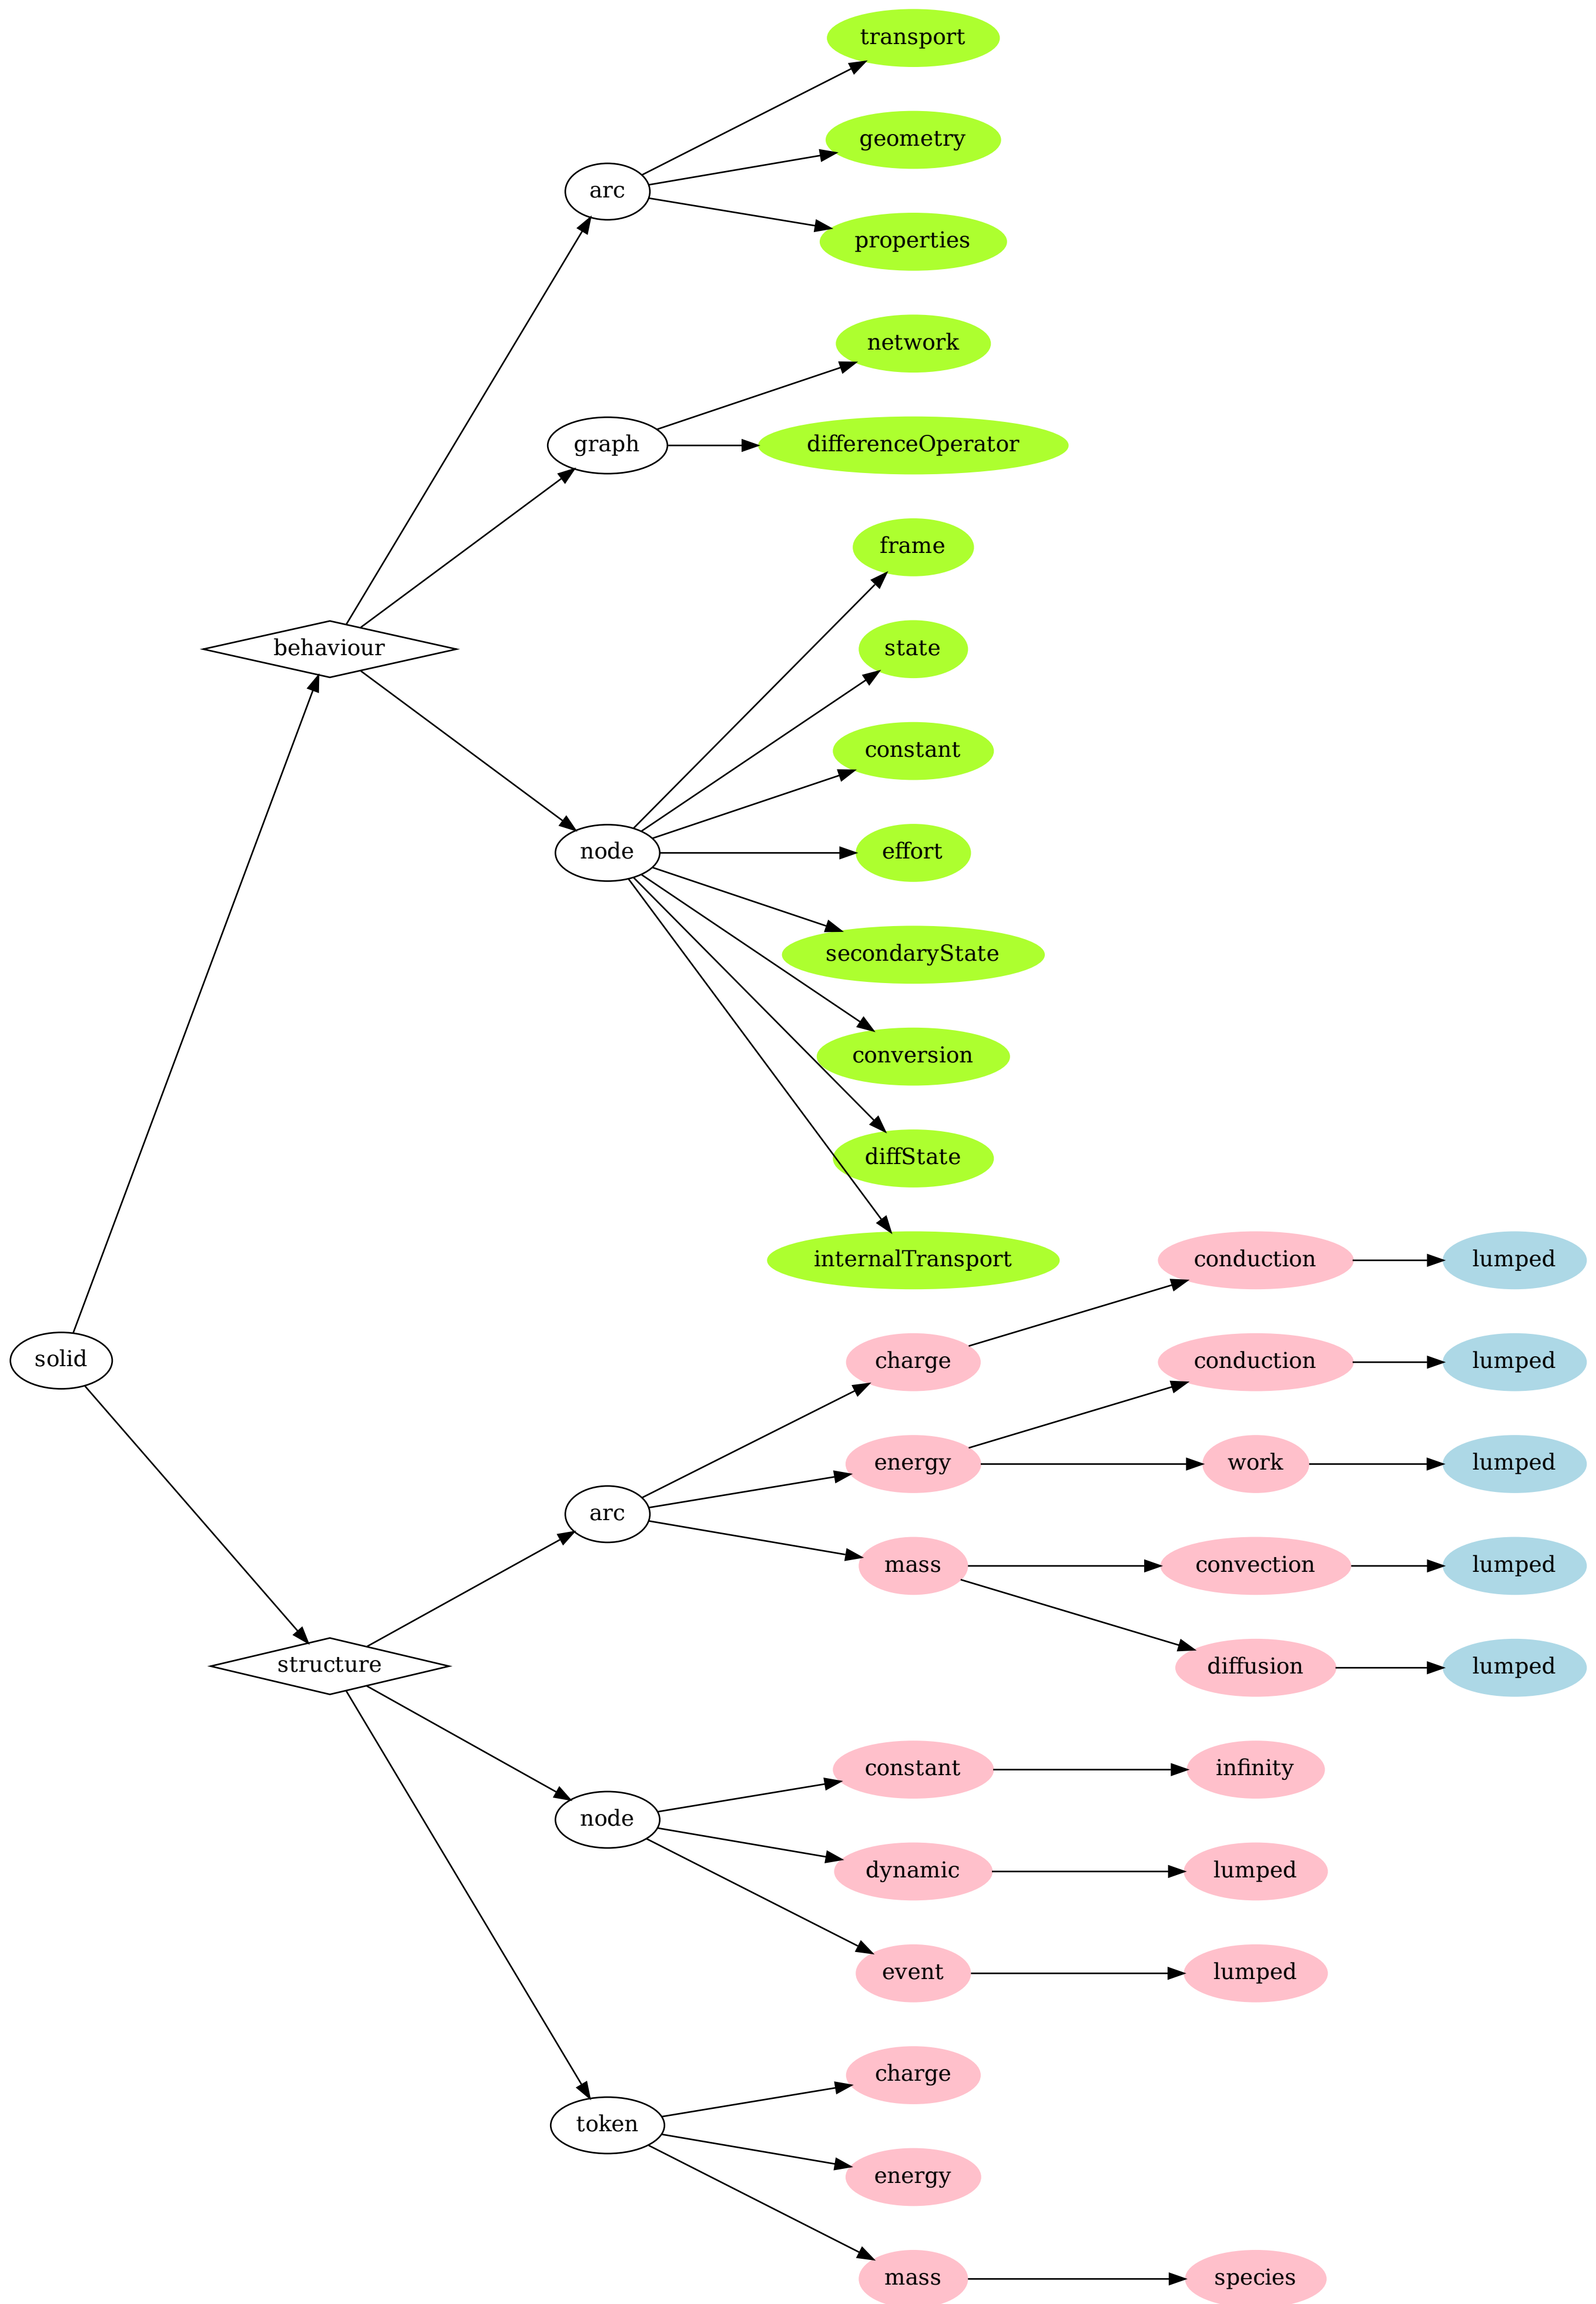 transport
geometry
arc
properties
network
graph
differenceOperator
frame
behaviour
state
constant
node
effort
secondaryState
conversion
diffState
internalTransport
conduction
lumped
solid
charge
conduction
lumped
energy
work
lumped
arc
mass
convection
lumped
structure
diffusion
lumped
constant
infinity
node
dynamic
lumped
event
lumped
charge
token
energy
mass
species